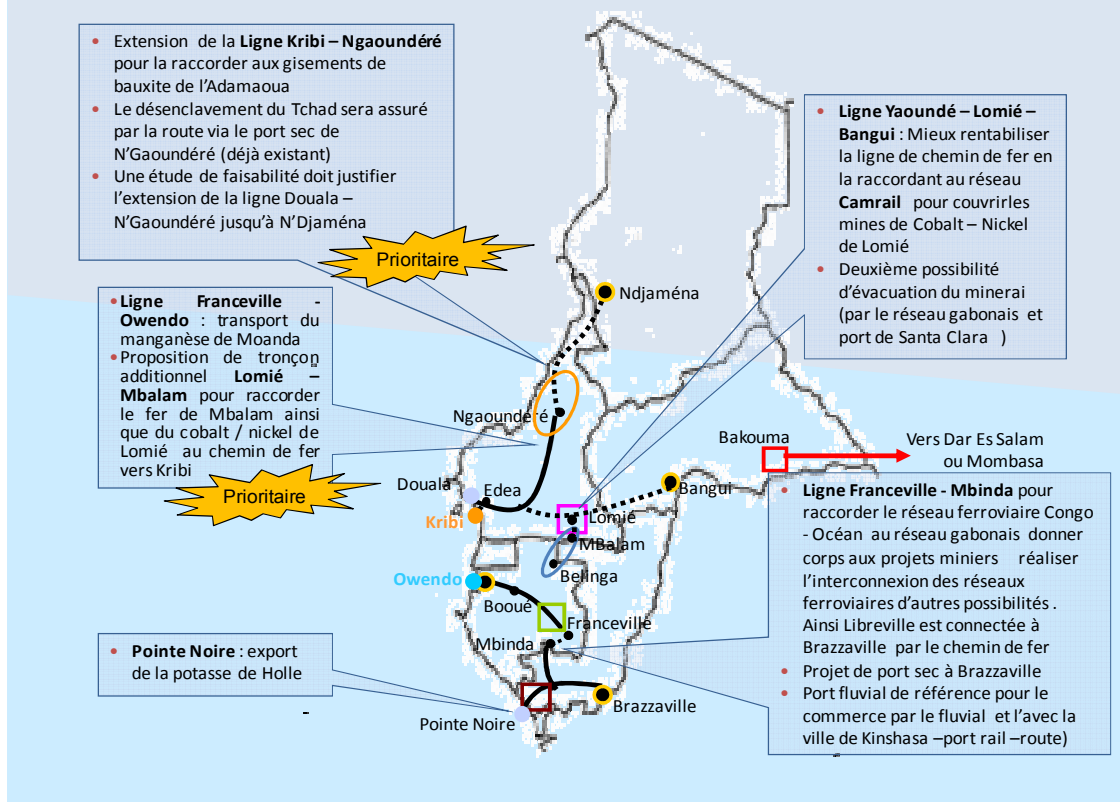 • Extension de la Ligne Kribi – Ngaoundéré
pour la raccorder aux gisements de
bauxite de l’Adamaoua
• Le désenclavement du Tchad sera assuré
par la route via le port sec de
N’Gaoundéré (déjà existant)
• Une étude de faisabilité doit justifier
l’extension de la ligne Douala –
N’Gaoundéré jusqu’à N’Djaména
Prioritaire
• Ligne Yaoundé – Lomié –
Bangui : Mieux rentabiliser
la ligne de chemin de fer en
la raccordant au réseau
Camrail pour couvrirles
mines de Cobalt – Nickel
de Lomié
• Deuxième possibilité
d’évacuation du minerai
(par le réseau gabonais et
port de Santa Clara )
• Ligne Franceville -
Owendo : transport du
manganèse de Moanda
• Proposition de tronçon
additionnel Lomié –
Mbalam pour raccorder
le fer de Mbalam ainsi
que du cobalt / nickel de
Lomié au chemin de fer
vers Kribi
Prioritaire
Ndjaména
Ngaoundéré
Bakouma
Vers Dar Es Salam
ou Mombasa
Douala
Edea
Bangui
Kribi
Lomié
MBalam
Belinga
Owendo
Booué
Franceville
Mbinda
Brazzaville
Pointe Noire
• Ligne Franceville - Mbinda pour
raccorder le réseau ferroviaire Congo
- Océan au réseau gabonais donner
corps aux projets miniers réaliser
l’interconnexion des réseaux
ferroviaires d’autres possibilités .
Ainsi Libreville est connectée à
Brazzaville par le chemin de fer
• Projet de port sec à Brazzaville
• Port fluvial de référence pour le
commerce par le fluvial et l’avec la
ville de Kinshasa –port rail –route)
• Pointe Noire : export
de la potasse de Holle